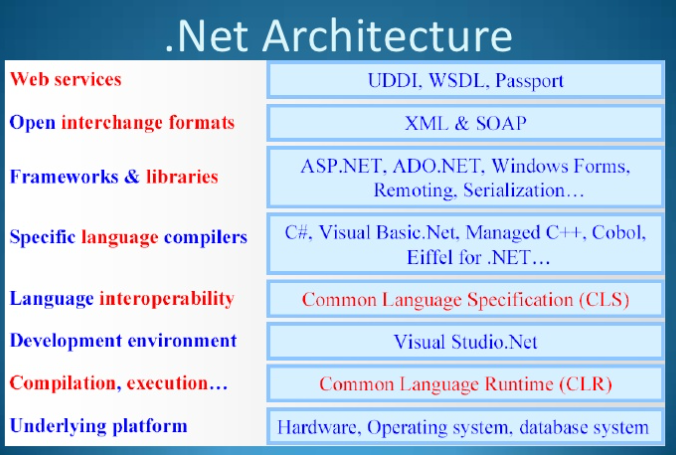 .Net Architecture
Web services
UDDI, WSDL, Passport
Open interchange formats
XML & SOAP
Frameworks & libraries
ASP.NET, ADO.NET, Windows Forms,
Remoting, Serialization…
Specific language compilers
C#, Visual Basic.Net, Managed C++, Cobol,
Eiffel for .NET…
Language interoperability
Common Language Specification (CLS)
Development environment
Visual Studio.Net
Compilation, execution…
Common Language Runtime (CLR)
Underlying platform
Hardware, Operating system, database system